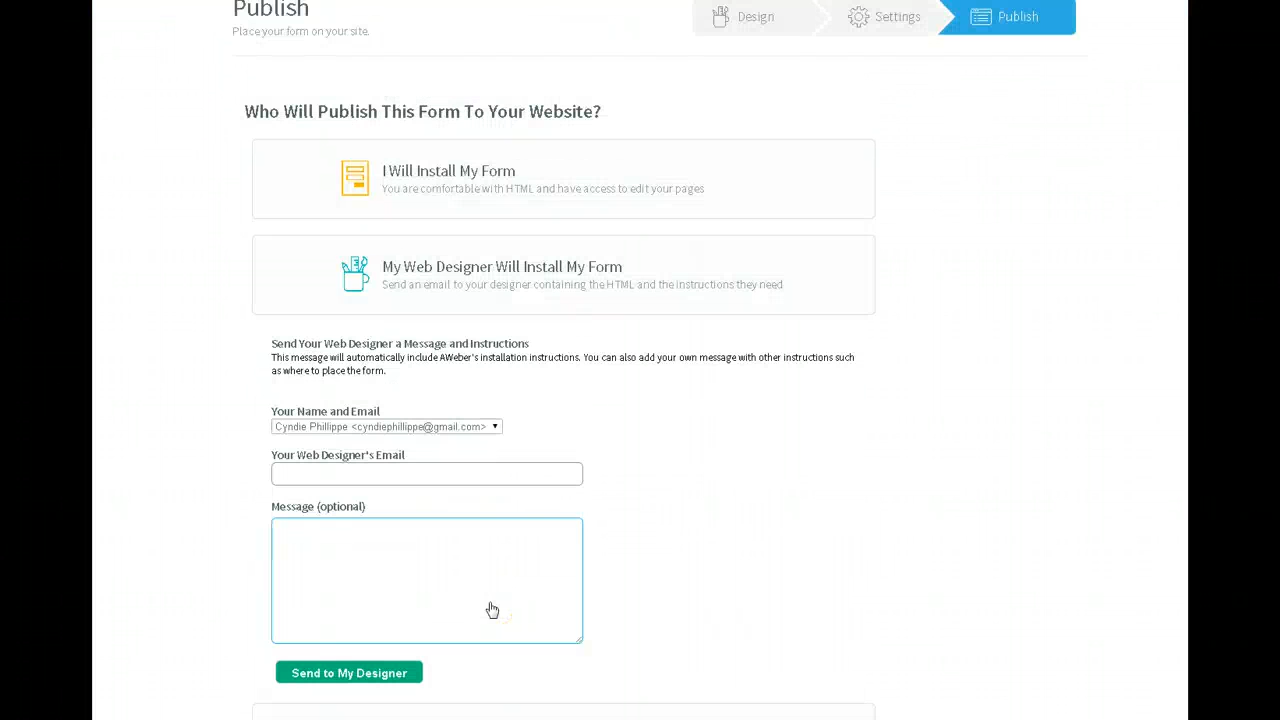 Publish
Place your form on your site.
Design
Settings
Publish
Who Will Publish This Form To Your Website?
I Will Install My Form
You are comfortable with HTML and have access to edit your pages
My Web Designer Will Install My Form
Send an email to your designer containing the HTML and the instructions they need
Send Your Web Designer a Message and Instructions
This message will automatically include AWeber's installation instructions. You can also add your own message with other instructions such
as where to place the form.
Your Name and Email
Cyndie Phillippe <cyndiephillippe@gmail.com>
Your Web Designer's Email
Message (optional)
Send to My Designer